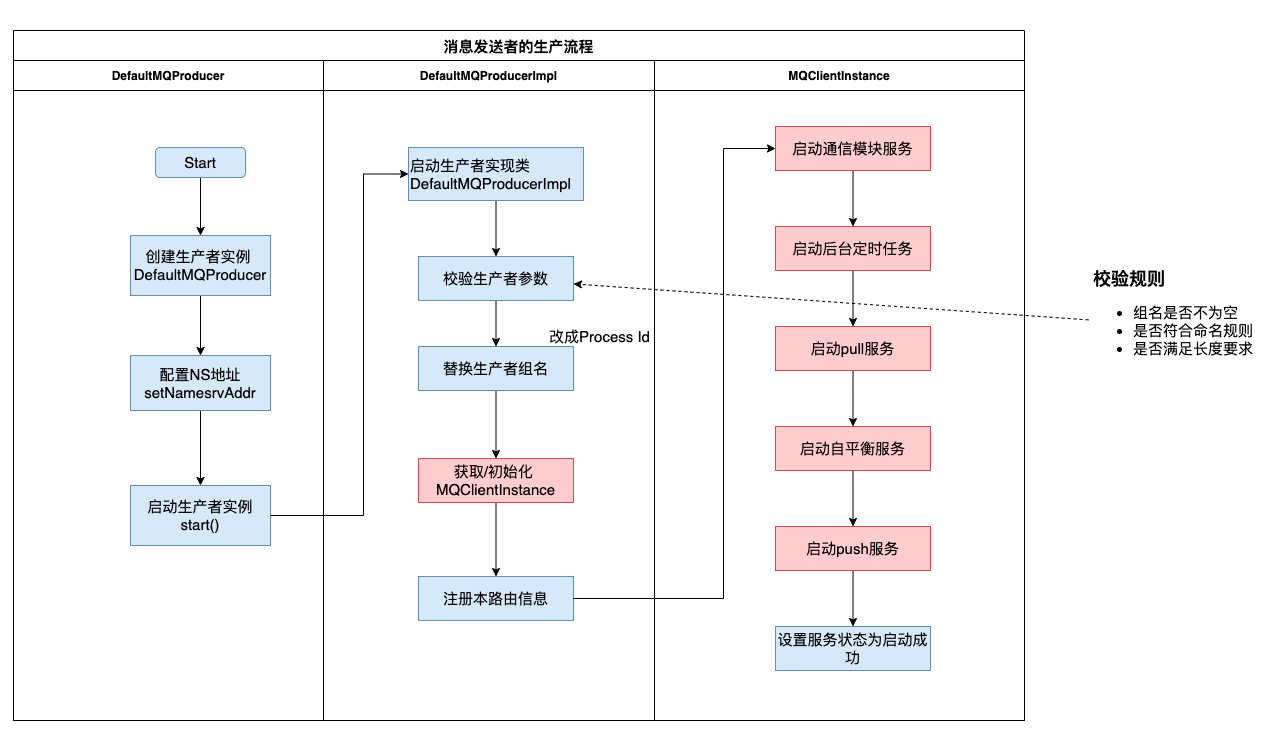 消息发送者的生产流程
DefaultMQProducer
DefaultMQProducerImpl
MQClientInstance
Start
创建生产者实例
DefaultMQProducer
配置NS地址
setNamesrvAddr
启动生产者实例
start()
启动生产者实现类
DefaultMQProducerImpl
校验生产者参数
改成Process Id
替换生产者组名
获取/初始化
MQClientInstance
注册本路由信息
启动通信模块服务
启动后台定时任务
启动pull服务
启动自平衡服务
启动push服务
设置服务状态为启动成
功
校验规则
• 组名是否不为空
• 是否符合命名规则
• 是否满足长度要求